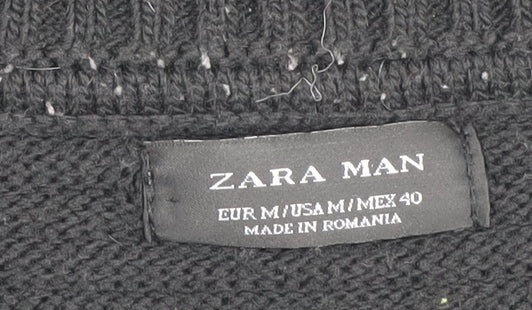 ZARA MAN
EUR M / USA M / MEX 40
MADE IN ROMANIA